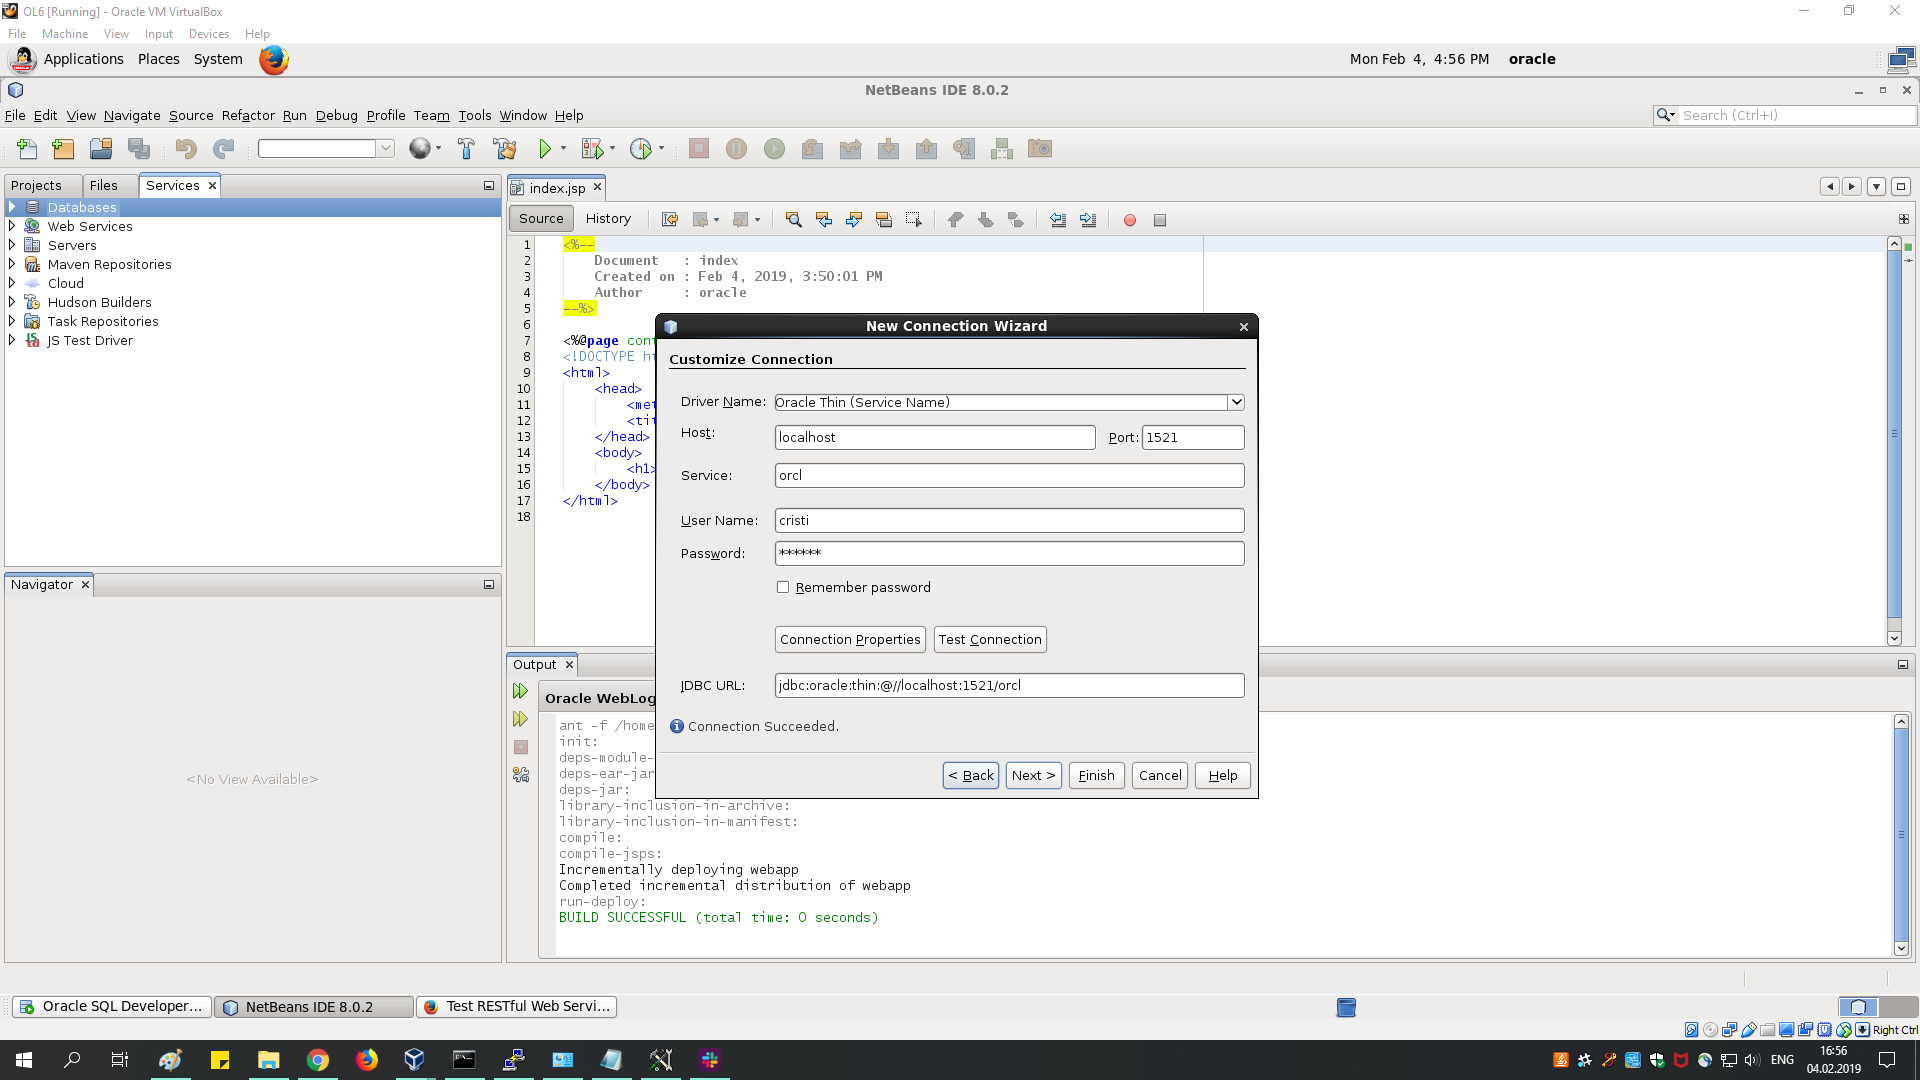 OL6 [Running] - Oracle VM VirtualBox
File Machine View Input Devices Help
Applications Places System
Mon Feb 4, 4:56 PM oracle
NetBeans IDE 8.0.2
File Edit View Navigate Source Refactor Run Debug Profile Team Tools Window Help
Search (Ctrl+I)
Projects Files Services
Databases
Web Services
Servers
Maven Repositories
Cloud
Hudson Builders
Task Repositories
JS Test Driver
Navigator
<No View Available>
index.jsp
Source History
1 <%--
2 Document : index
3 Created on : Feb 4, 2019, 3:50:01 PM
4 Author : oracle
5 --%>
6
7 <%@page cont
8 <!DOCTYPE ht
9 <html>
10 <head>
11 <met
12 <tit
13 </head>
14 <body>
15 <h1>
16 </body>
17 </html>
18
New Connection Wizard
Customize Connection
Driver Name: Oracle Thin (Service Name)
Host: localhost Port: 1521
Service: orcl
User Name: cristi
Password: ******
Remember password
Connection Properties Test Connection
JDBC URL: jdbc:oracle:thin:@//localhost:1521/orcl
Connection Succeeded.
< Back Next > Finish Cancel Help
Output
Oracle WebLog
ant -f /home
init:
deps-module-
deps-ear-jar
deps-jar:
library-inclusion-in-archive:
library-inclusion-in-manifest:
compile:
compile-jsps:
Incrementally deploying webapp
Completed incremental distribution of webapp
run-deploy:
BUILD SUCCESSFUL (total time: 0 seconds)
Oracle SQL Developer... NetBeans IDE 8.0.2 Test RESTful Web Servi...
Right Ctrl
ENG
16:56
04.02.2019